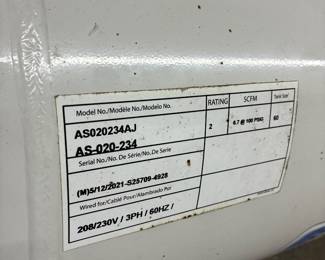 Model No./Modèle No./Modelo No.
RATING
SCFM
Tank Size
AS020234AJ
AS-020-234
2
6.7 @ 100 PSIG
60
Serial No./No. De Série/No. De Serie
(M)5/12/2021-S25709-4928
Wired for/Cablé Pour/Alambrado Por
208/230V / 3PH / 60HZ /